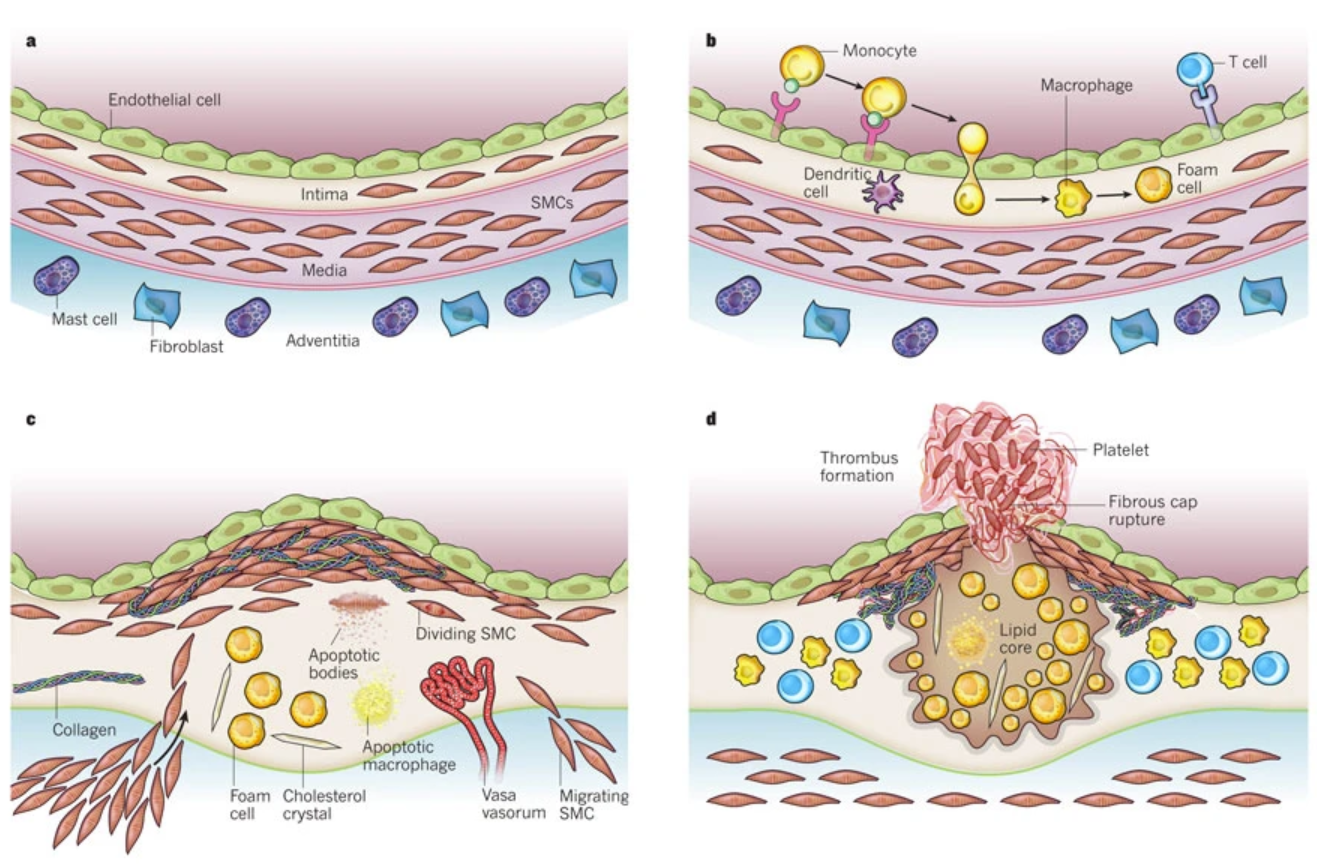 a
Endothelial cell
Intima
SMCs
Media
Mast cell
Fibroblast
Adventitia
b
Monocyte
T cell
Macrophage
Dendritic
cell
Foam
cell
c
Dividing SMC
Apoptotic
bodies
Collagen
Apoptotic
macrophage
Foam
cell
Cholesterol
crystal
Vasa
vasorum
Migrating
SMC
d
Thrombus
formation
Platelet
Fibrous cap
rupture
Lipid
core